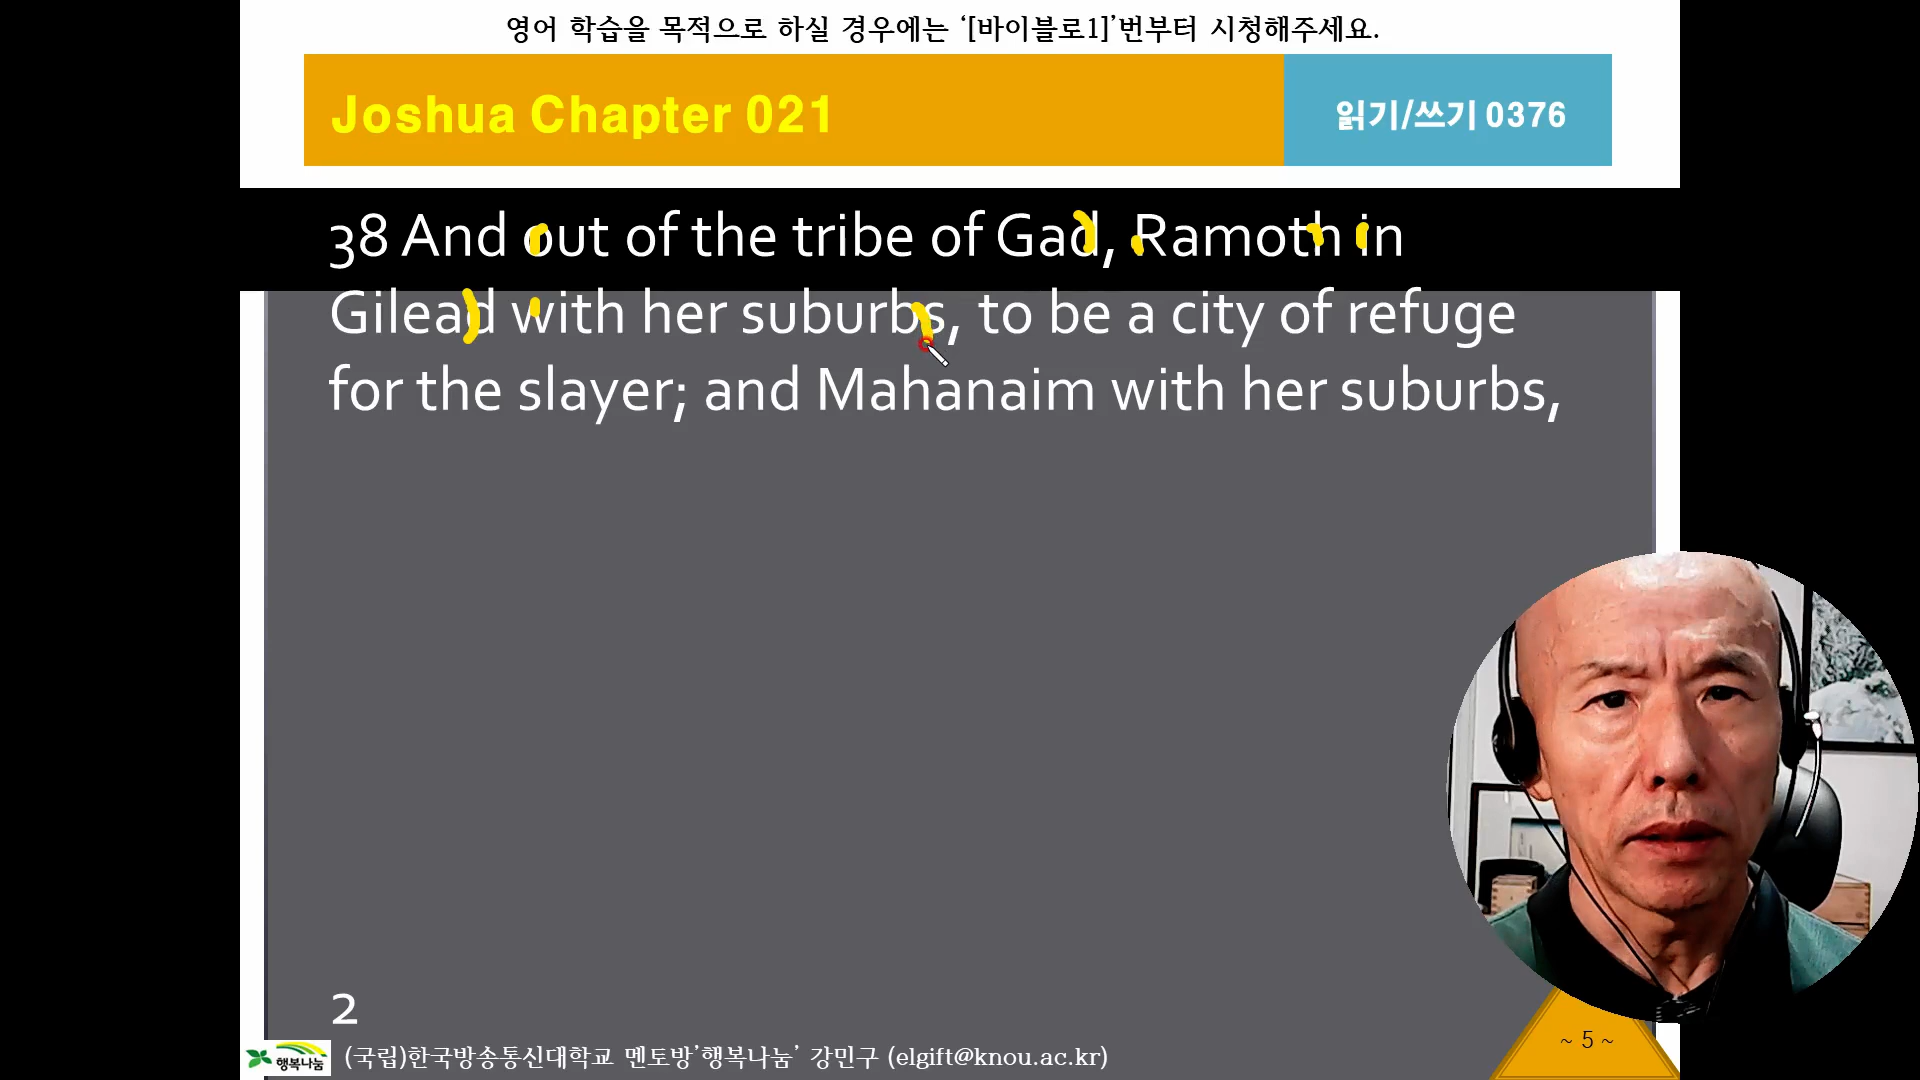 영어 학습을 목적으로 하실 경우에는 ‘[바이블로1]’번부터 시청해주세요.
Joshua Chapter 021
읽기/쓰기 0376
38 And out of the tribe of Gad, Ramoth in
Gilead with her suburbs, to be a city of refuge
for the slayer; and Mahanaim with her suburbs,
2
~ 5 ~
행복나눔
(국립)한국방송통신대학교 멘토방’행복나눔’ 강민구 (elgift@knou.ac.kr)